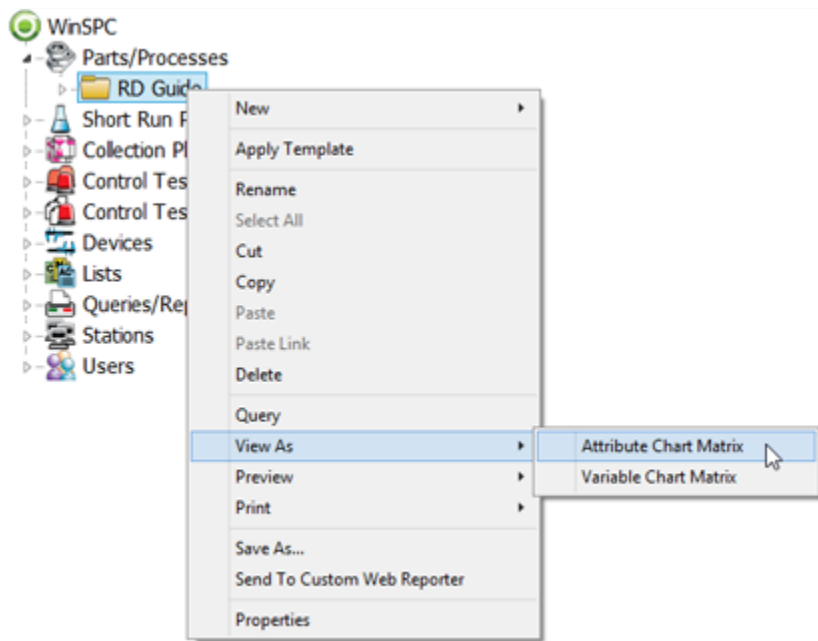 WinSPC
Parts/Processes
RD Guide
Short Run
Collection
Control Tes
Control Tes
Devices
Lists
Queries/Re
Stations
Users
New
Apply Template
Rename
Select All
Cut
Copy
Paste
Paste Link
Delete
Query
View As
Preview
Print
Save As...
Send To Custom Web Reporter
Properties
Attribute Chart Matrix
Variable Chart Matrix